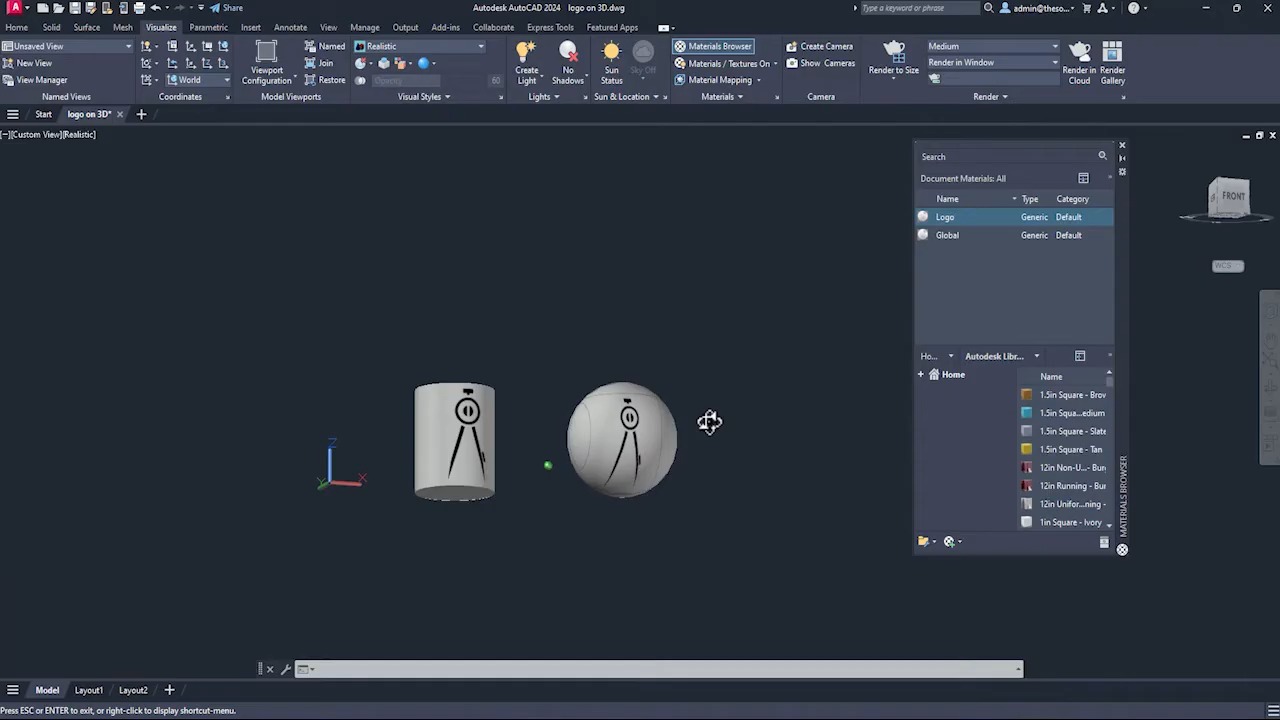 Share
Autodesk AutoCAD 2024 logo on 3D.dwg
Type a keyword or phrase
admin@theso...
Home Solid Surface Mesh Visualize Parametric Insert Annotate View Manage Output Add-ins Collaborate Express Tools Featured Apps
Unsaved View
New View
View Manager
Named Views
World
Coordinates
Viewport
Configuration
Named
Join
Restore
Model Viewports
Realistic
Opacity 60
Visual Styles
Create
Light
No
Shadows
Lights
Sun
Status
Sky Off
Sun & Location
Materials Browser
Materials / Textures On
Material Mapping
Materials
Create Camera
Show Cameras
Camera
Render to Size
Medium
Render in Window
Render in
Cloud
Render
Gallery
Render
Start logo on 3D*
[−][Custom View][Realistic]
Search
Document Materials: All
Name Type Category
Logo Generic Default
Global Generic Default
Ho... Autodesk Libr...
Home
Name
1.5in Square - Brov
1.5in Squa...edium
1.5in Square - Slate
1.5in Square - Tan
12in Non-U... - Bur
12in Running - Bur
12in Unifor...ning -
1in Square - Ivory
MATERIALS BROWSER
FRONT
WCS
Z
X
Y
Model Layout1 Layout2
Press ESC or ENTER to exit, or right-click to display shortcut-menu.